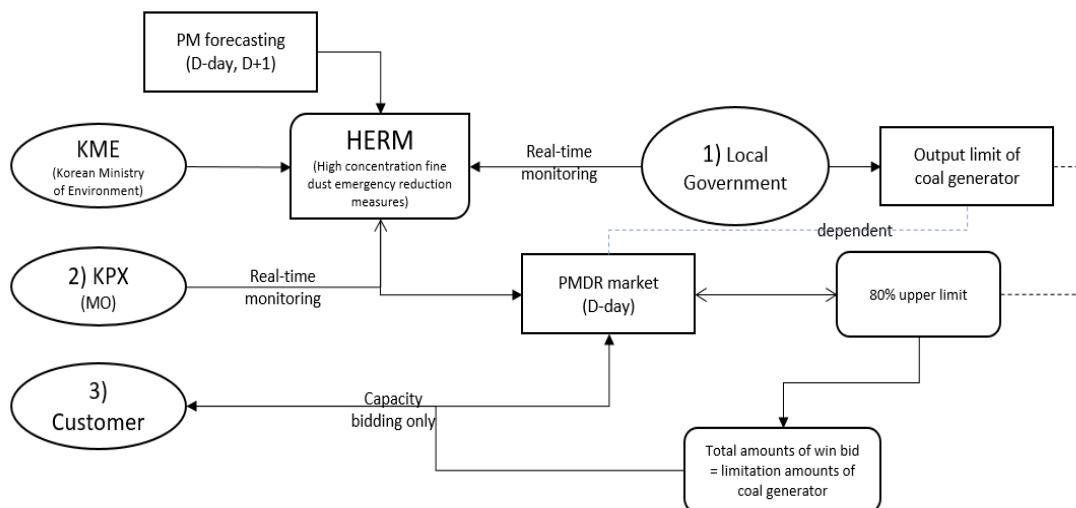 PM forecasting
(D-day, D+1)
KME
(Korean Ministry
of Environment)
HERM
(High concentration fine
dust emergency reduction
measures)
Real-time
monitoring
1) Local
Government
Output limit of
coal generator
dependent
2) KPX
(MO)
Real-time
monitoring
PMDR market
(D-day)
80% upper limit
3)
Customer
Capacity
bidding only
Total amounts of win bid
= limitation amounts of
coal generator